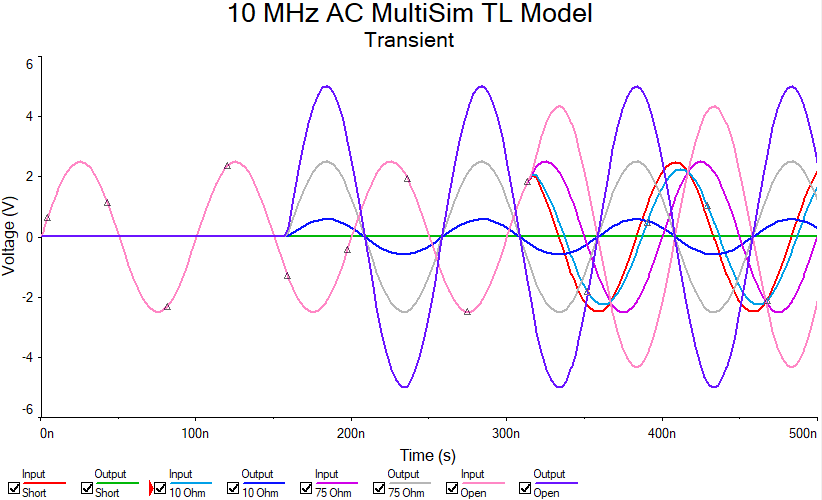 10 MHz AC MultiSim TL Model
Transient
6
4
2
0
-2
-4
-6
Voltage (V)
0n 100n 200n 300n 400n 500n
Time (s)
Input Output Input Output Input Output Input Output
Short Short 10 Ohm 10 Ohm 75 Ohm 75 Ohm Open Open